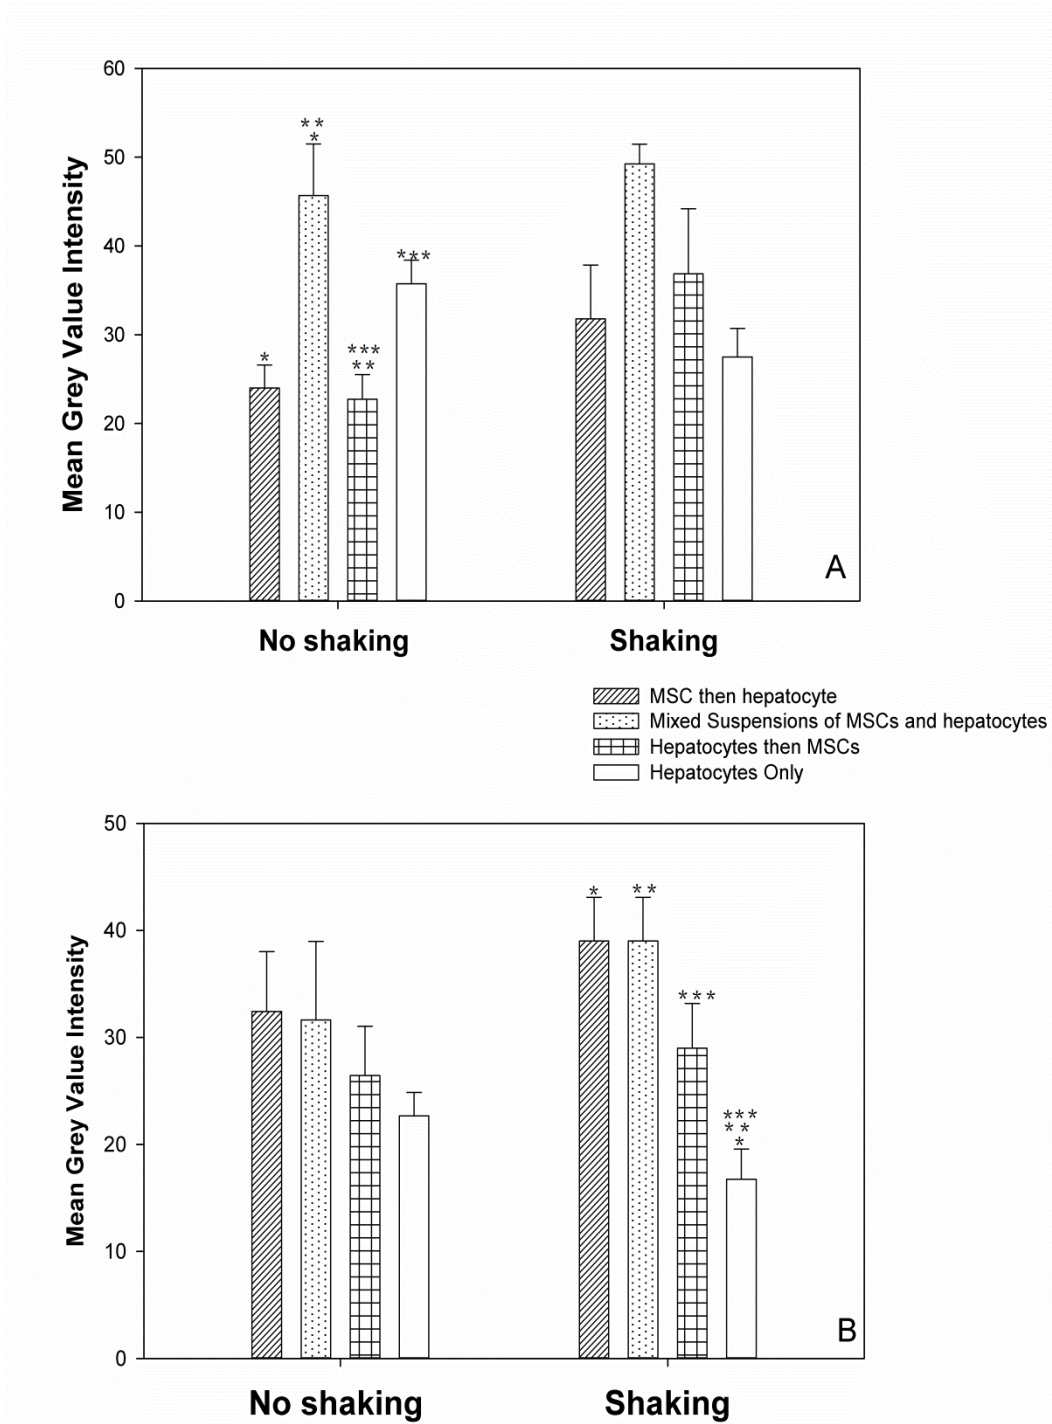 60
50
40
30
20
10
0
Mean Grey Value Intensity
*
* *
*
***
* *
***
A
No shaking
Shaking
MSC then hepatocyte
Mixed Suspensions of MSCs and hepatocytes
Hepatocytes then MSCs
Hepatocytes Only
50
40
30
20
10
0
Mean Grey Value Intensity
*
* *
* * *
***
* *
*
B
No shaking
Shaking